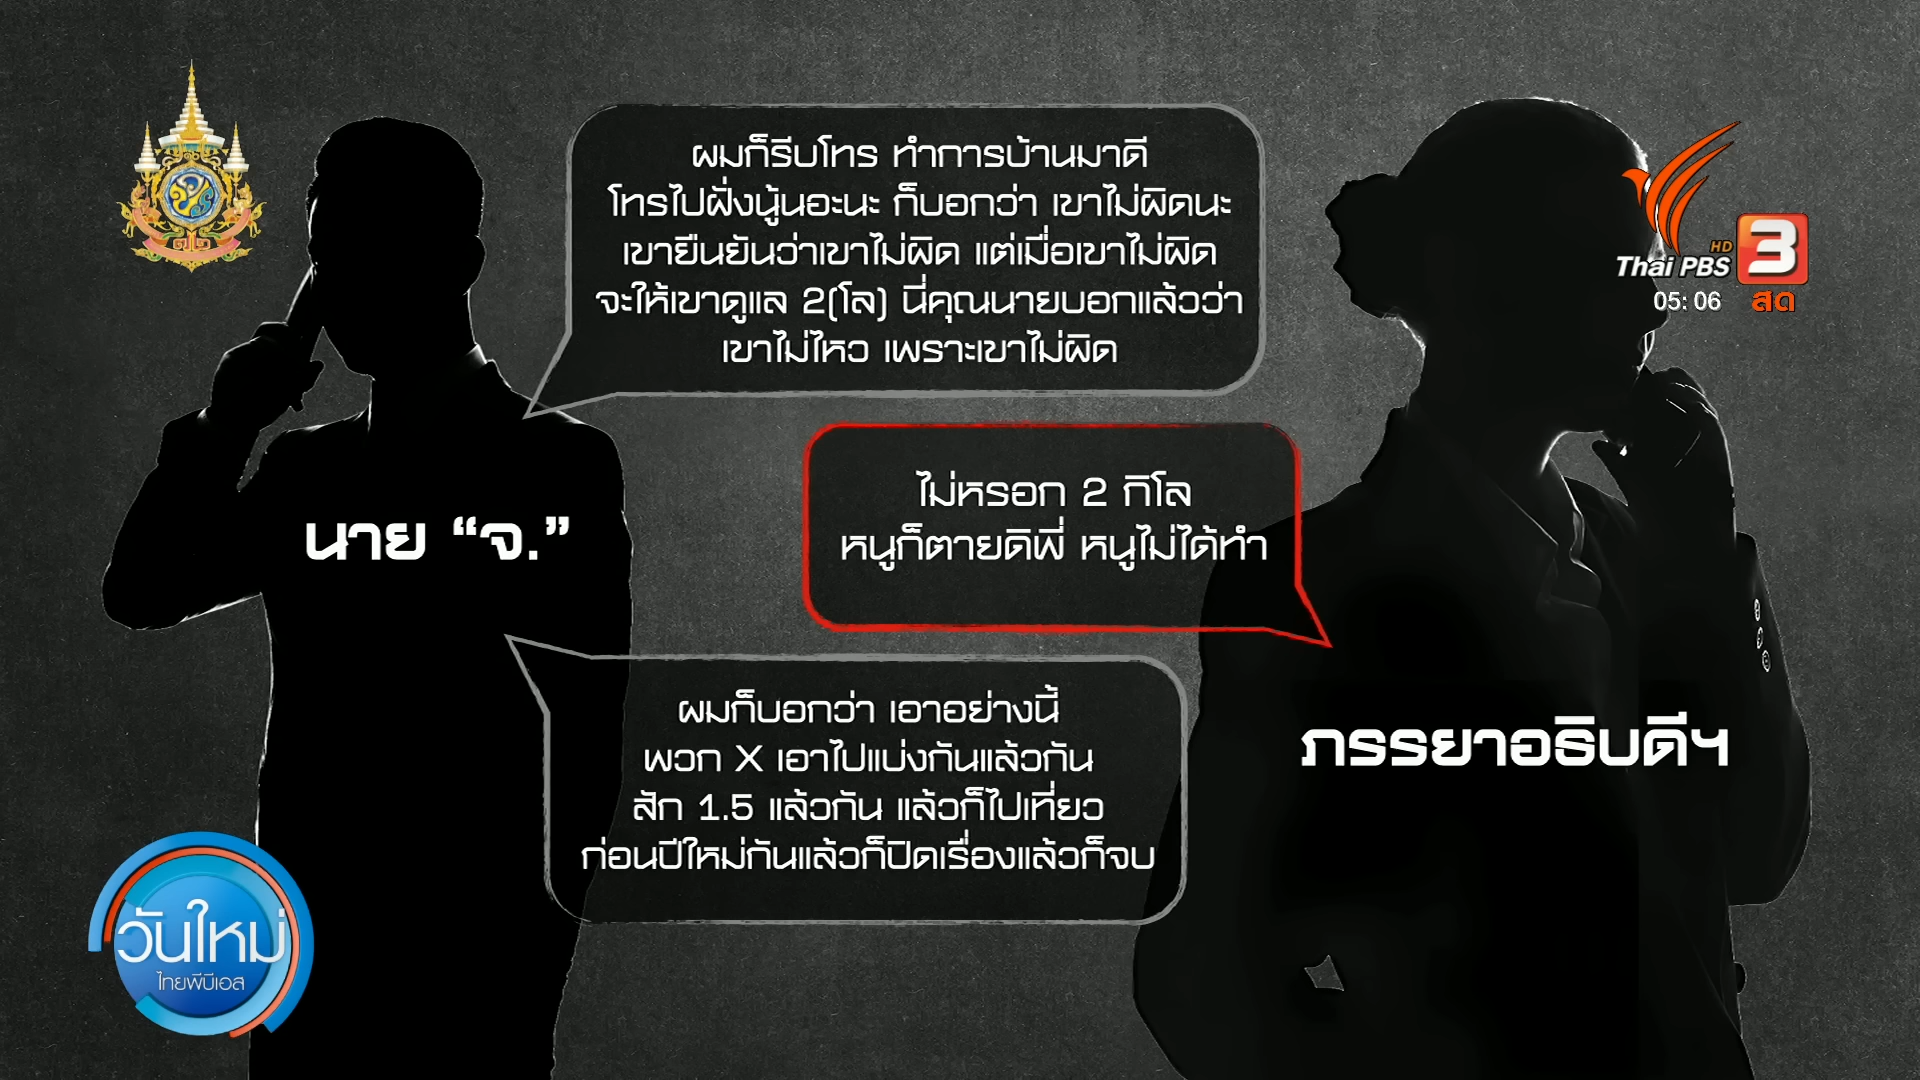 ผมก็รีบโทร ทำการบ้านมาดี
โทรไปฝั่งนู้นอะนะ ก็บอกว่า เขาไม่ผิดนะ
เขายืนยันว่าเขาไม่ผิด แต่เมื่อเขาไม่ผิด
จะให้เขาดูแล 2(โล) นี่คุณนายบอกแล้วว่า
เขาไม่ไหว เพราะเขาไม่ผิด
HD
Thai PBS 3
05: 06 สด
ไม่หรอก 2 กิโล
หนูก็ตายดิพี่ หนูไม่ได้ทำ
นาย “จ.”
ผมก็บอกว่า เอาอย่างนี้
พวก X เอาไปแบ่งกันแล้วกัน
สัก 1.5 แล้วกัน แล้วก็ไปเที่ยว
ก่อนปีใหม่กันแล้วก็ปิดเรื่องแล้วก็จบ
ภรรยาอธิบดีฯ
วันใหม่
ไทยพีบีเอส